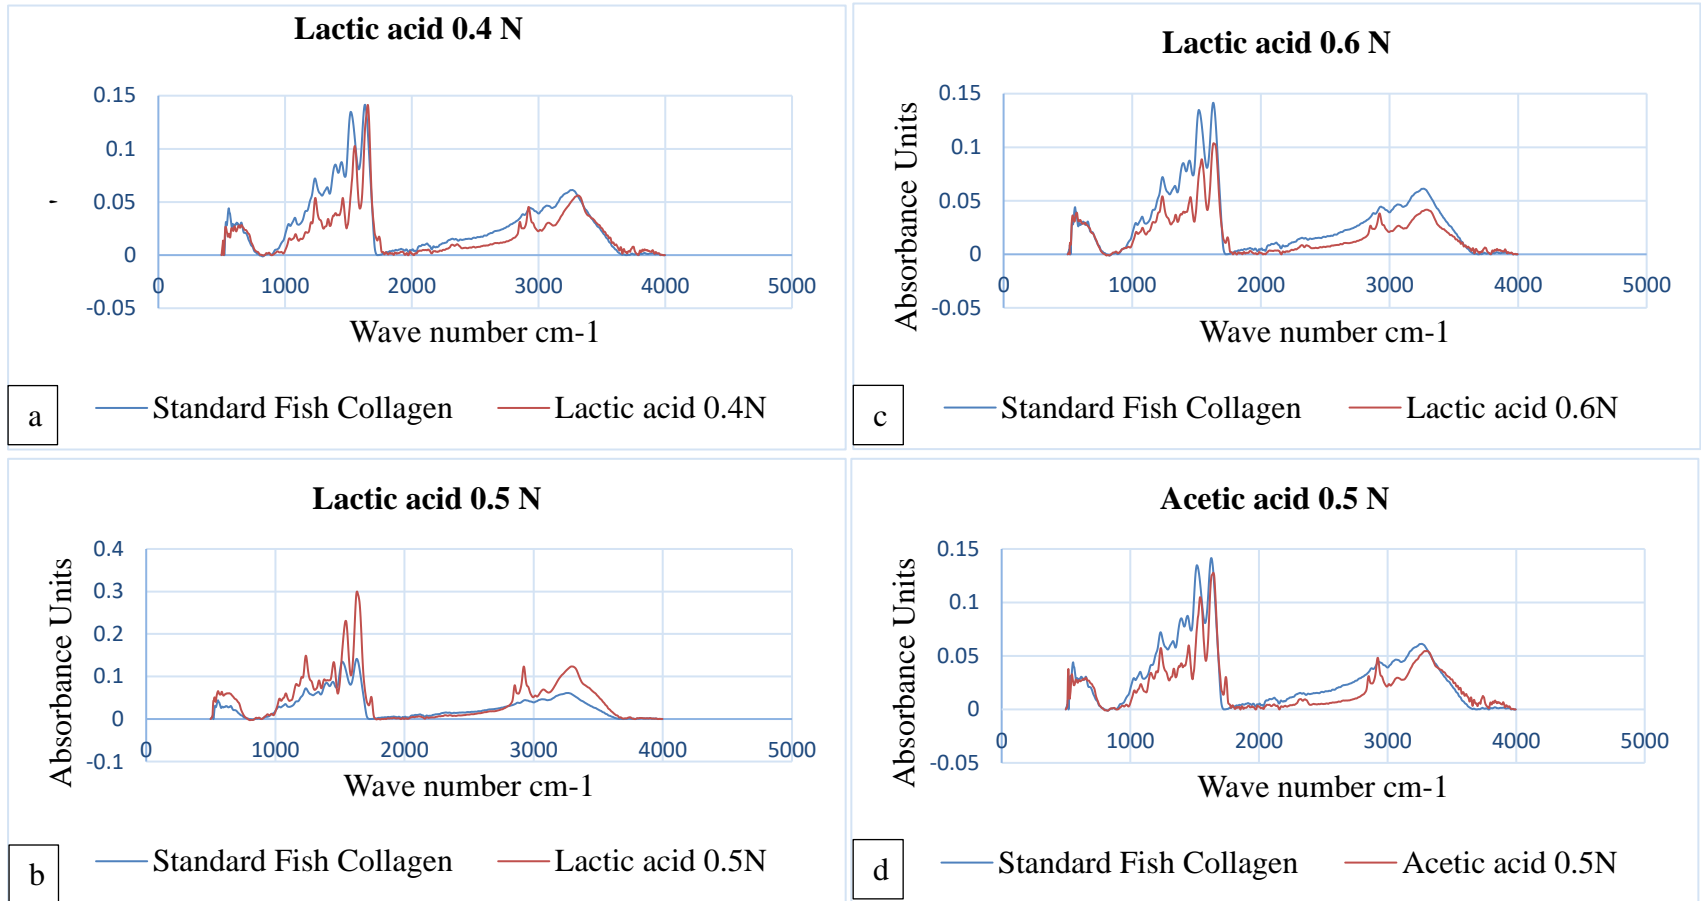 Lactic acid 0.4 N
0.15
0.1
0.05
0
-0.05
0 1000 2000 3000 4000 5000
Wave number cm-1
Standard Fish Collagen Lactic acid 0.4N
a
Lactic acid 0.6 N
Absorbance Units
0.15
0.1
0.05
0
-0.05
0 1000 2000 3000 4000 5000
Wave number cm-1
Standard Fish Collagen Lactic acid 0.6N
c
Lactic acid 0.5 N
Absorbance Units
0.4
0.3
0.2
0.1
0
-0.1
0 1000 2000 3000 4000 5000
Wave number cm-1
Standard Fish Collagen Lactic acid 0.5N
b
Acetic acid 0.5 N
Absorbance Units
0.15
0.1
0.05
0
-0.05
0 1000 2000 3000 4000 5000
Wave number cm-1
Standard Fish Collagen Acetic acid 0.5N
d